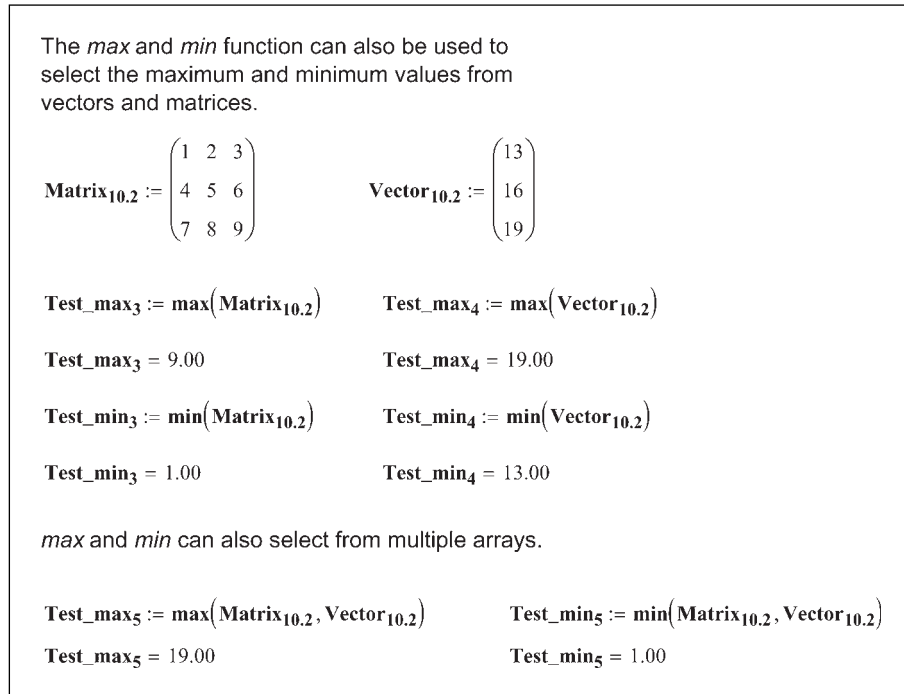 The max and min function can also be used to
select the maximum and minimum values from
vectors and matrices.
Matrix10.2 := (1 2 3
4 5 6
7 8 9)
Vector10.2 := (13
16
19)
Test_max3 := max(Matrix10.2)
Test_max4 := max(Vector10.2)
Test_max3 = 9.00
Test_max4 = 19.00
Test_min3 := min(Matrix10.2)
Test_min4 := min(Vector10.2)
Test_min3 = 1.00
Test_min4 = 13.00
max and min can also select from multiple arrays.
Test_max5 := max(Matrix10.2, Vector10.2)
Test_min5 := min(Matrix10.2, Vector10.2)
Test_max5 = 19.00
Test_min5 = 1.00